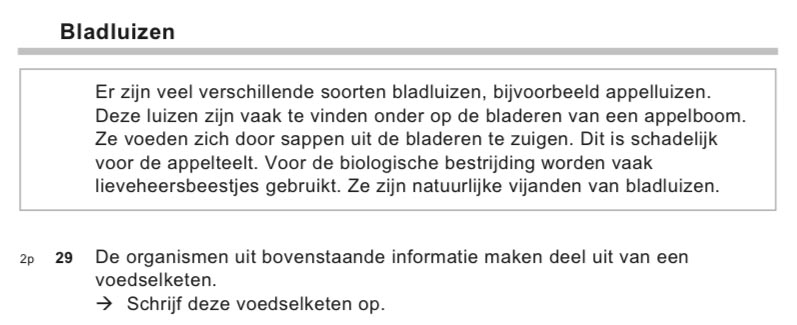 Bladluizen
Er zijn veel verschillende soorten bladluizen, bijvoorbeeld appelluizen.
Deze luizen zijn vaak te vinden onder op de bladeren van een appelboom.
Ze voeden zich door sappen uit de bladeren te zuigen. Dit is schadelijk
voor de appelteelt. Voor de biologische bestrijding worden vaak
lieveheersbeestjes gebruikt. Ze zijn natuurlijke vijanden van bladluizen.
2p 29 De organismen uit bovenstaande informatie maken deel uit van een
voedselketen.
→ Schrijf deze voedselketen op.